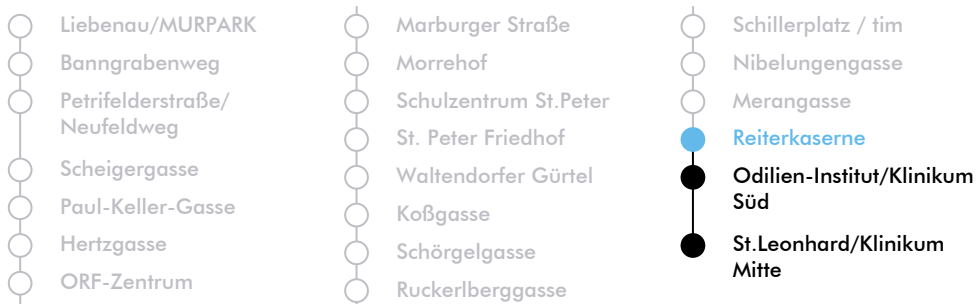 Liebenau/MURPARK
Banngrabenweg
Petrifelderstraße/
Neufeldweg
Scheigergasse
Paul-Keller-Gasse
Hertzgasse
ORF-Zentrum
Marburger Straße
Morrehof
Schulzentrum St.Peter
St. Peter Friedhof
Waltendorfer Gürtel
Koßgasse
Schörgelgasse
Ruckerlberggasse
Schillerplatz / tim
Nibelungengasse
Merangasse
Reiterkaserne
Odilien-Institut/Klinikum
Süd
St.Leonhard/Klinikum
Mitte